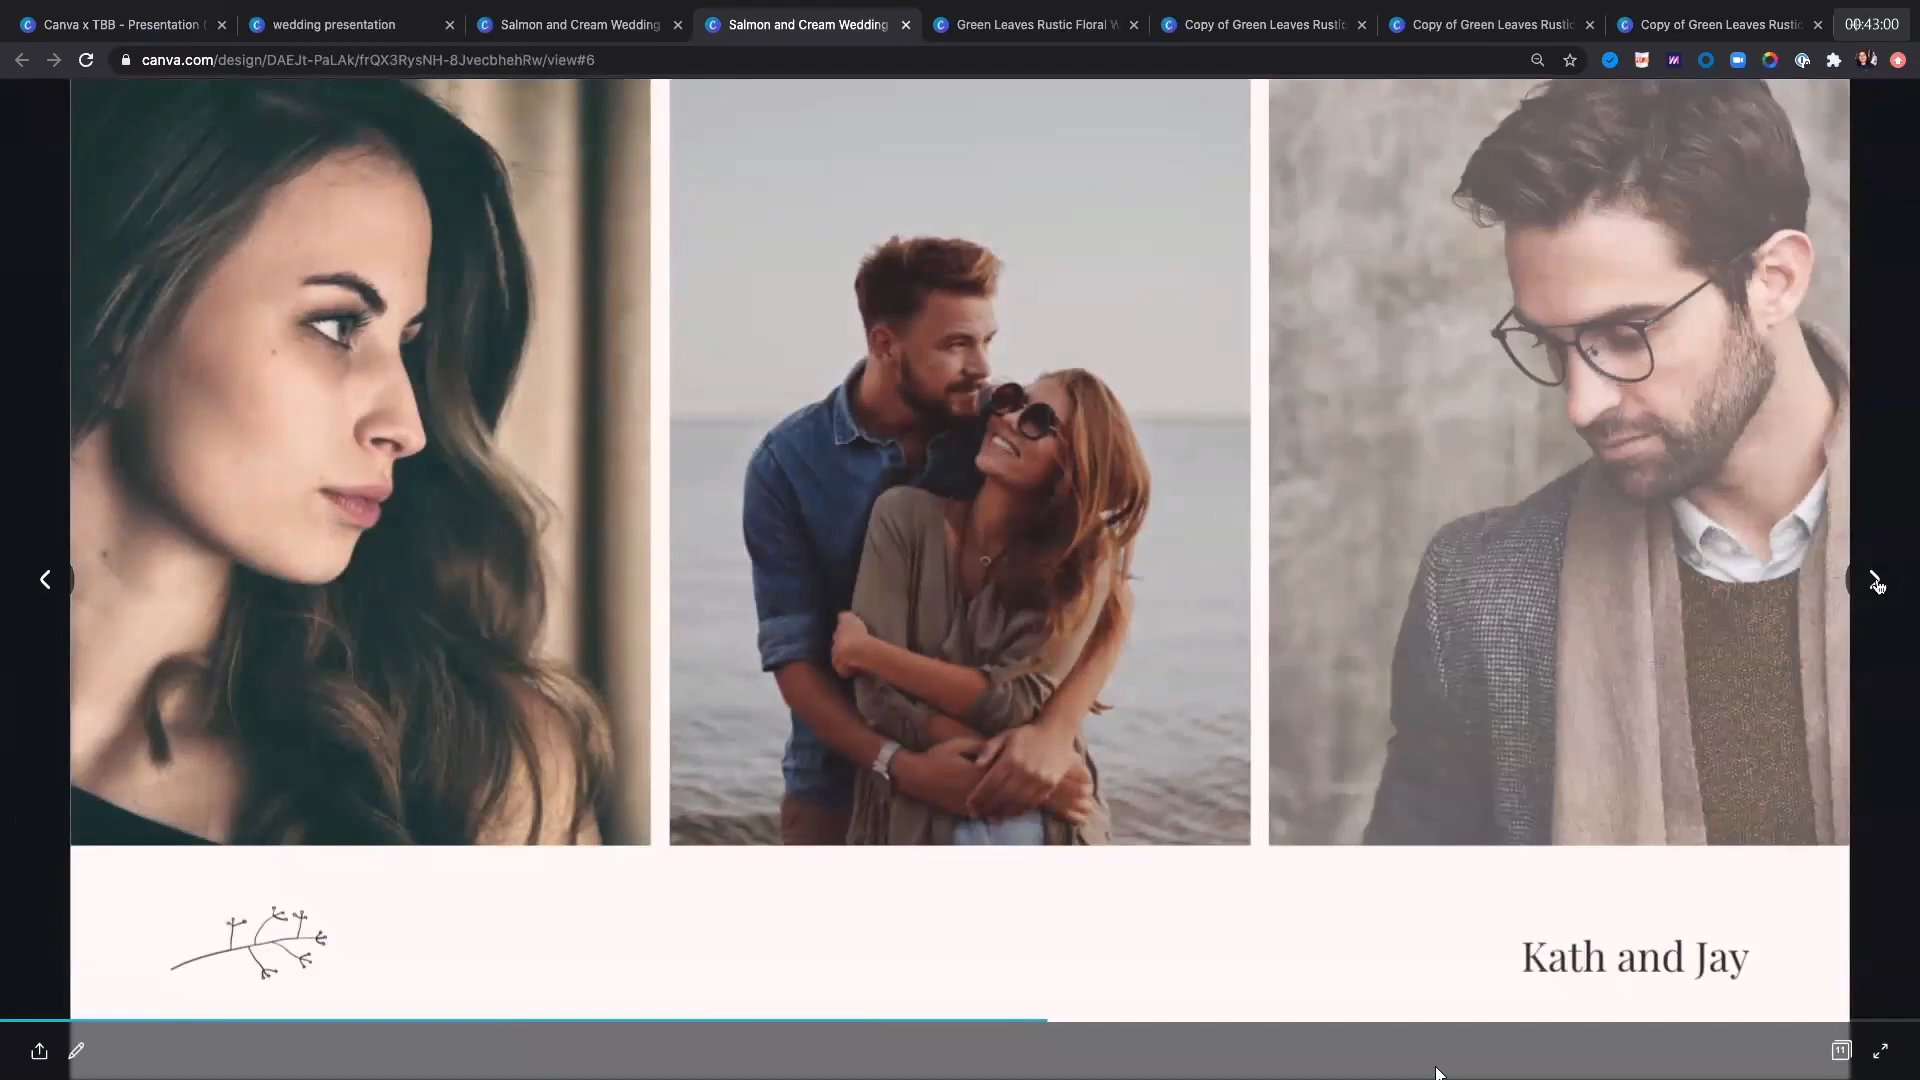 Canva x TBB - Presentation (
wedding presentation
Salmon and Cream Wedding
Salmon and Cream Wedding
Green Leaves Rustic Floral W
Copy of Green Leaves Rustic
Copy of Green Leaves Rustic
Copy of Green Leaves Rustic
00:43:00
canva.com/design/DAEJt-PaLAk/frQX3RysNH-8JvecbhehRw/view#6
Kath and Jay
11